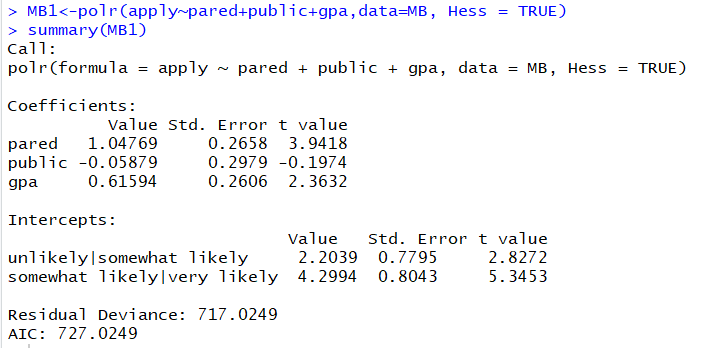 > MB1<-polr(apply~pared+public+gpa,data=MB, Hess = TRUE)
> summary(MB1)
Call:
polr(formula = apply ~ pared + public + gpa, data = MB, Hess = TRUE)

Coefficients:
          Value Std. Error t value
pared   1.04769     0.2658  3.9418
public -0.05879     0.2979 -0.1974
gpa     0.61594     0.2606  2.3632

Intercepts:
                            Value   Std. Error t value
unlikely|somewhat likely     2.2039  0.7795     2.8272
somewhat likely|very likely  4.2994  0.8043     5.3453

Residual Deviance: 717.0249
AIC: 727.0249